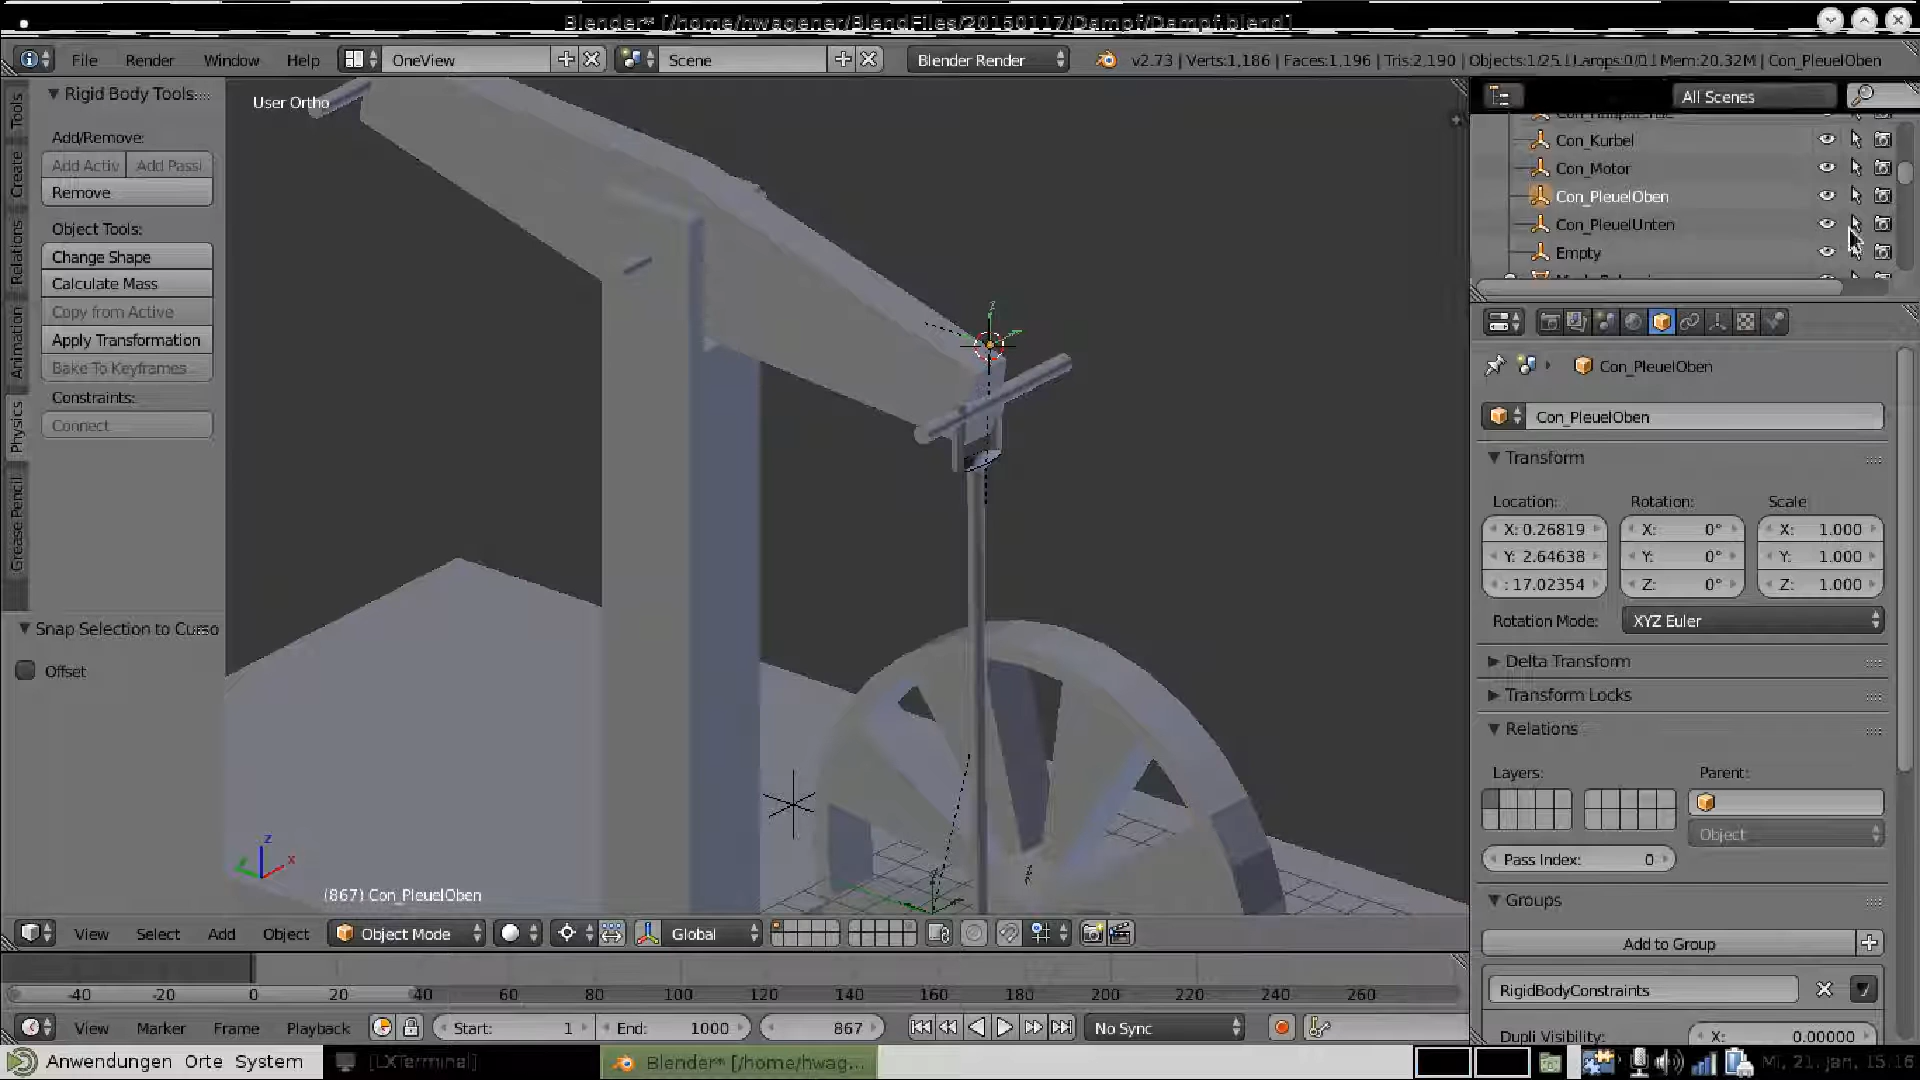 Blender* [/home/hwagener/BlendFiles/20150117/Dampf/Dampf.blend]
File Render Window Help OneView Scene Blender Render v2.73 | Verts:1,186 | Faces:1,196 | Tris:2,190 | Objects:1/25 | Lamps:0/0 | Mem:20.32M | Con_PleuelOben
Tools
Create
Relations
Animation
Physics
Grease Pencil
Rigid Body Tools
Add/Remove:
Add Activ Add Passi
Remove
Object Tools:
Change Shape
Calculate Mass
Copy from Active
Apply Transformation
Bake To Keyframes
Constraints:
Connect
Snap Selection to Curso
Offset
User Ortho
(867) Con_PleuelOben
All Scenes
Con_Kurbel
Con_Motor
Con_PleuelOben
Con_PleuelUnten
Empty
Con_PleuelOben
Con_PleuelOben
Transform
Location: Rotation: Scale
X: 0.26819 X: 0° X: 1.000
Y: 2.64638 Y: 0° Y: 1.000
: 17.02354 Z: 0° Z: 1.000
Rotation Mode: XYZ Euler
Delta Transform
Transform Locks
Relations
Layers: Parent:
Object
Pass Index: 0
Groups
Add to Group
RigidBodyConstraints
Dupli Visibility: X: 0.00000
View Select Add Object Object Mode Global
-40 -20 0 20 40 60 80 100 120 140 160 180 200 220 240 260
View Marker Frame Playback Start: 1 End: 1000 867 No Sync
Anwendungen Orte System [LXTerminal] Blender* [/home/hwag... Mi, 21. Jan, 15:16